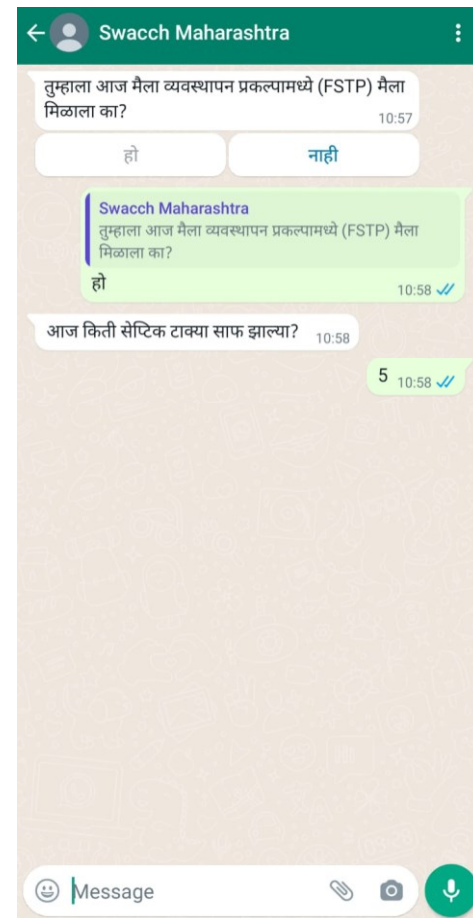 Swacch Maharashtra
तुम्हाला आज मैला व्यवस्थापन प्रकल्पामध्ये (FSTP) मैला
मिळाला का?
10:57
हो
नाही
Swacch Maharashtra
तुम्हाला आज मैला व्यवस्थापन प्रकल्पामध्ये (FSTP) मैला
मिळाला का?
हो
10:58
आज किती सेप्टिक टाक्या साफ झाल्या?
10:58
5
10:58
Message